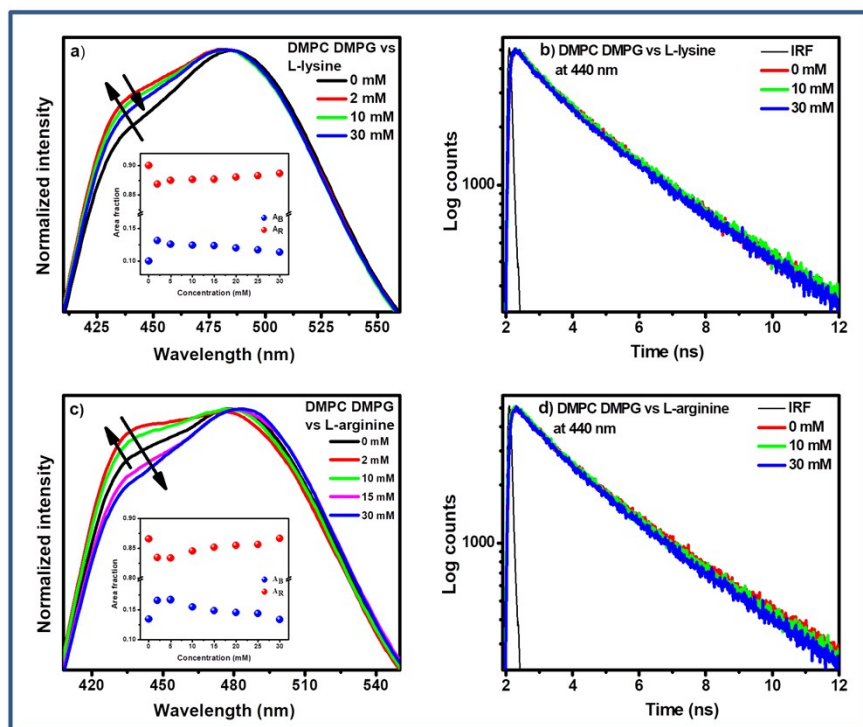 a)
DMPC DMPG vs
L-lysine
0 mM
2 mM
10 mM
30 mM
Normalized intensity
Area fraction
0.90
0.85
0.15
0.10
A_B
A_R
0 5 10 15 20 25 30
Concentration (mM)
425 450 475 500 525 550
Wavelength (nm)
b) DMPC DMPG vs L-lysine
at 440 nm
IRF
0 mM
10 mM
30 mM
Log counts
1000
2 4 6 8 10 12
Time (ns)
c)
DMPC DMPG
vs L-arginine
0 mM
2 mM
10 mM
15 mM
30 mM
Normalized intensity
Area fraction
0.90
0.85
0.80
0.15
0.10
A_B
A_R
0 5 10 15 20 25 30
Concentration (mM)
420 450 480 510 540
Wavelength (nm)
d) DMPC DMPG vs L-arginine
at 440 nm
IRF
0 mM
10 mM
30 mM
Log counts
1000
2 4 6 8 10 12
Time (ns)